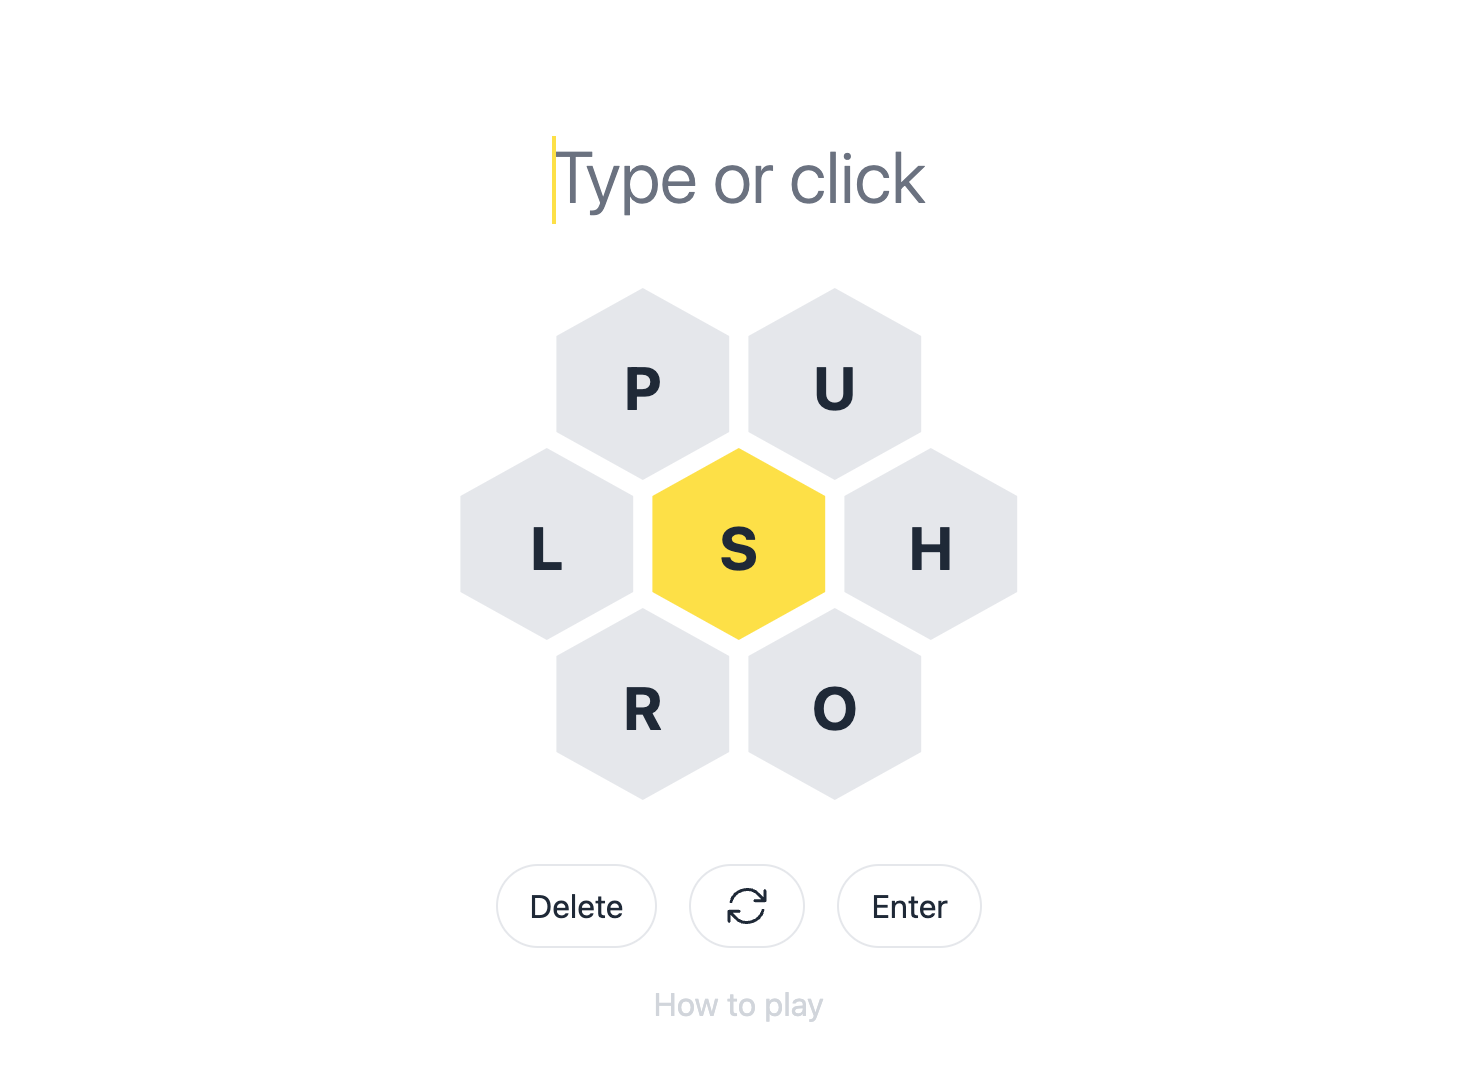 Type or click
P U
L S H
R O
Delete Enter
How to play